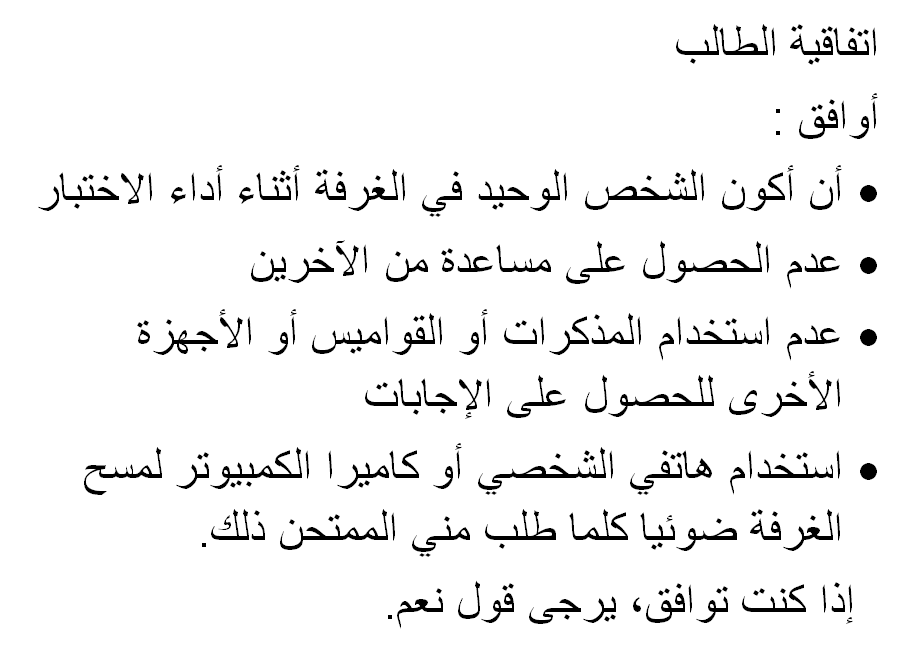 اتفاقية الطالب
أوافق :
• أن أكون الشخص الوحيد في الغرفة أثناء أداء الاختبار
• عدم الحصول على مساعدة من الآخرين
• عدم استخدام المذكرات أو القواميس أو الأجهزة
الأخرى للحصول على الإجابات
• استخدام هاتفي الشخصي أو كاميرا الكمبيوتر لمسح
الغرفة ضوئيا كلما طلب مني الممتحن ذلك.
إذا كنت توافق، يرجى قول نعم.